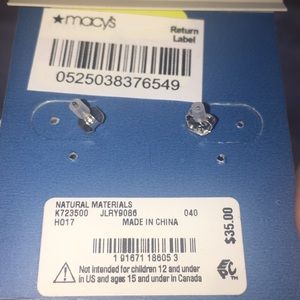 ★macy's
Return
Label
0525038376549
NATURAL MATERIALS
K723500 JLRY9086 040
H017 MADE IN CHINA
$35.00
1 91671 18605 3
Not intended for children 12 and under
in US and ages 15 and under in Canada